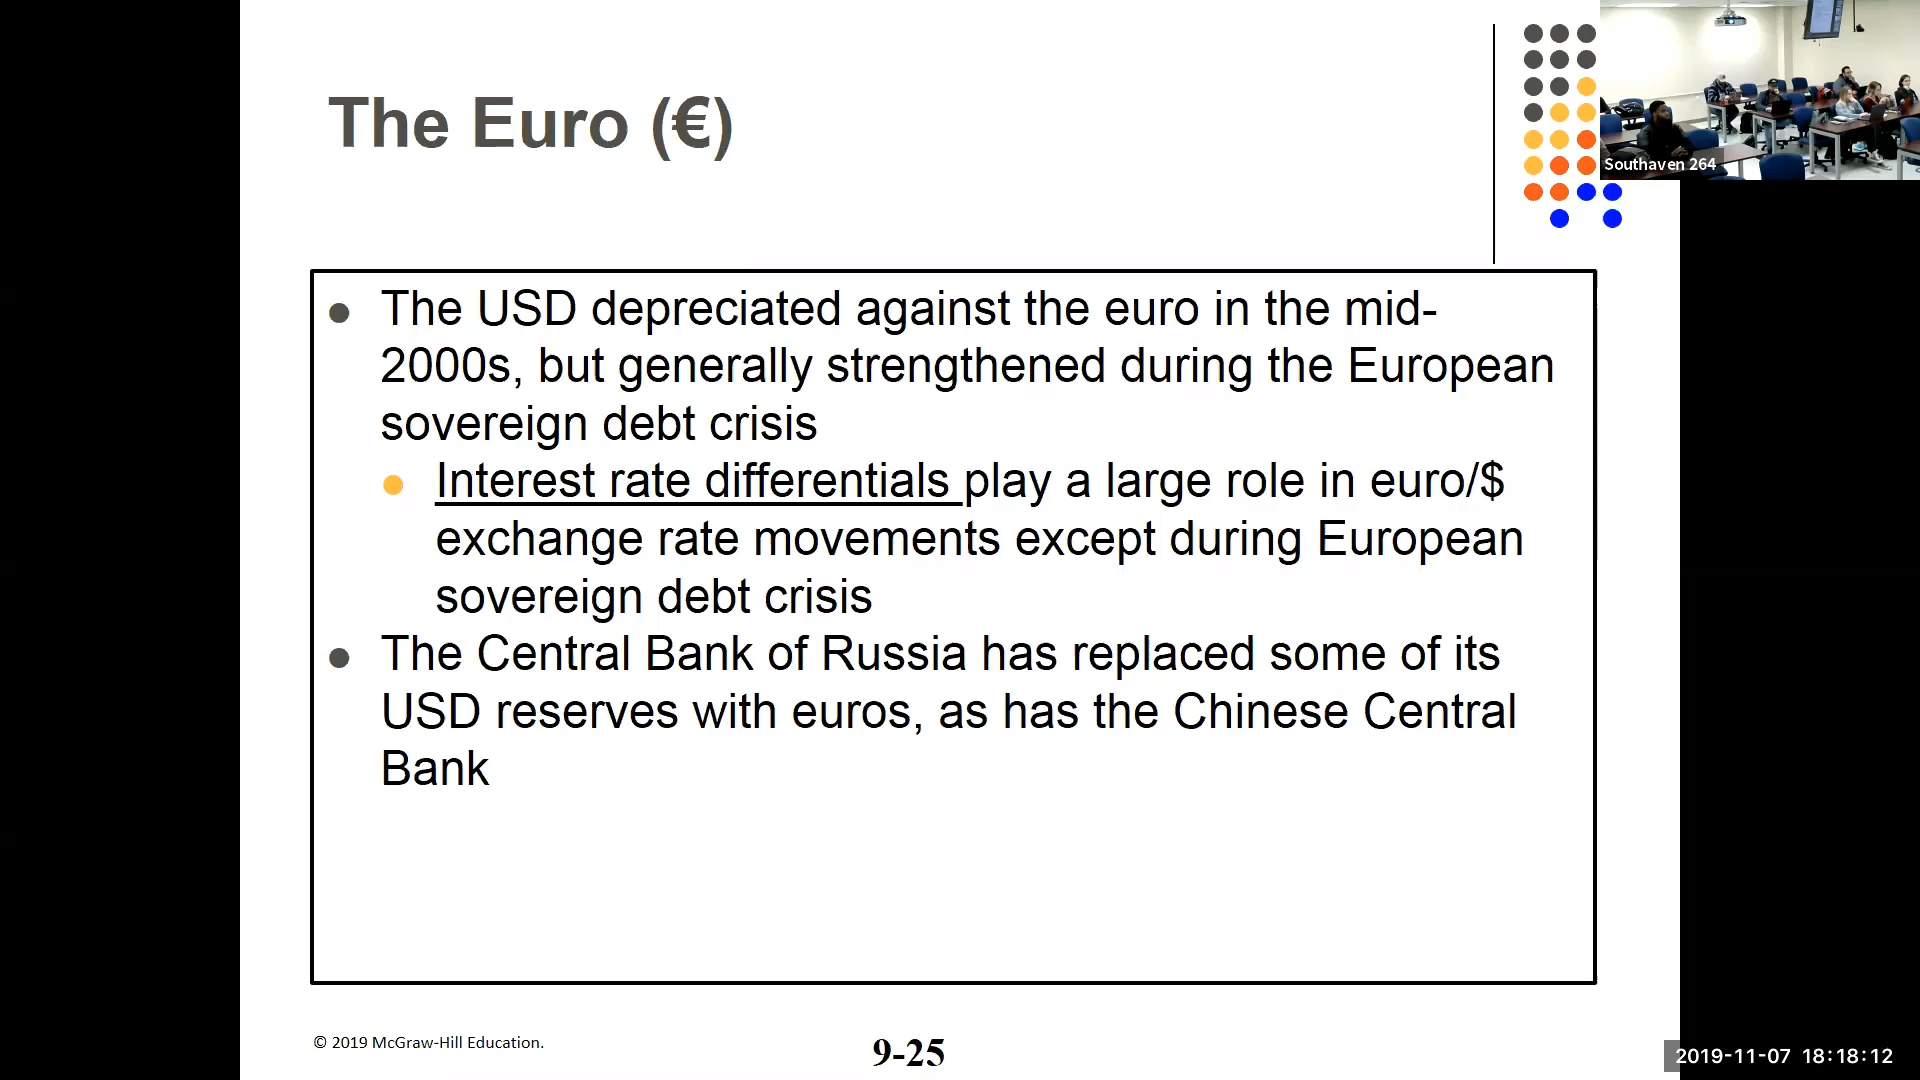 The Euro (€)
Southaven 264
● The USD depreciated against the euro in the mid-
2000s, but generally strengthened during the European
sovereign debt crisis
● Interest rate differentials play a large role in euro/$
exchange rate movements except during European
sovereign debt crisis
● The Central Bank of Russia has replaced some of its
USD reserves with euros, as has the Chinese Central
Bank
© 2019 McGraw-Hill Education.
9-25
2019-11-07 18:18:12